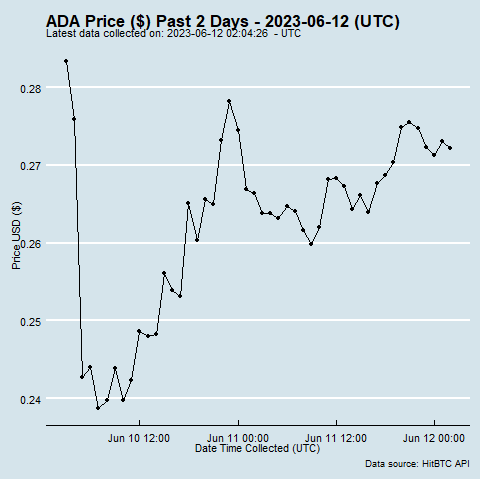 ADA Price ($) Past 2 Days - 2023-06-12 (UTC)
Latest data collected on: 2023-06-12 02:04:26  - UTC
0.28
0.27
0.26
0.25
0.24
Price USD ($)
Jun 10 12:00
Jun 11 00:00
Jun 11 12:00
Jun 12 00:00
Date Time Collected (UTC)
Data source: HitBTC API